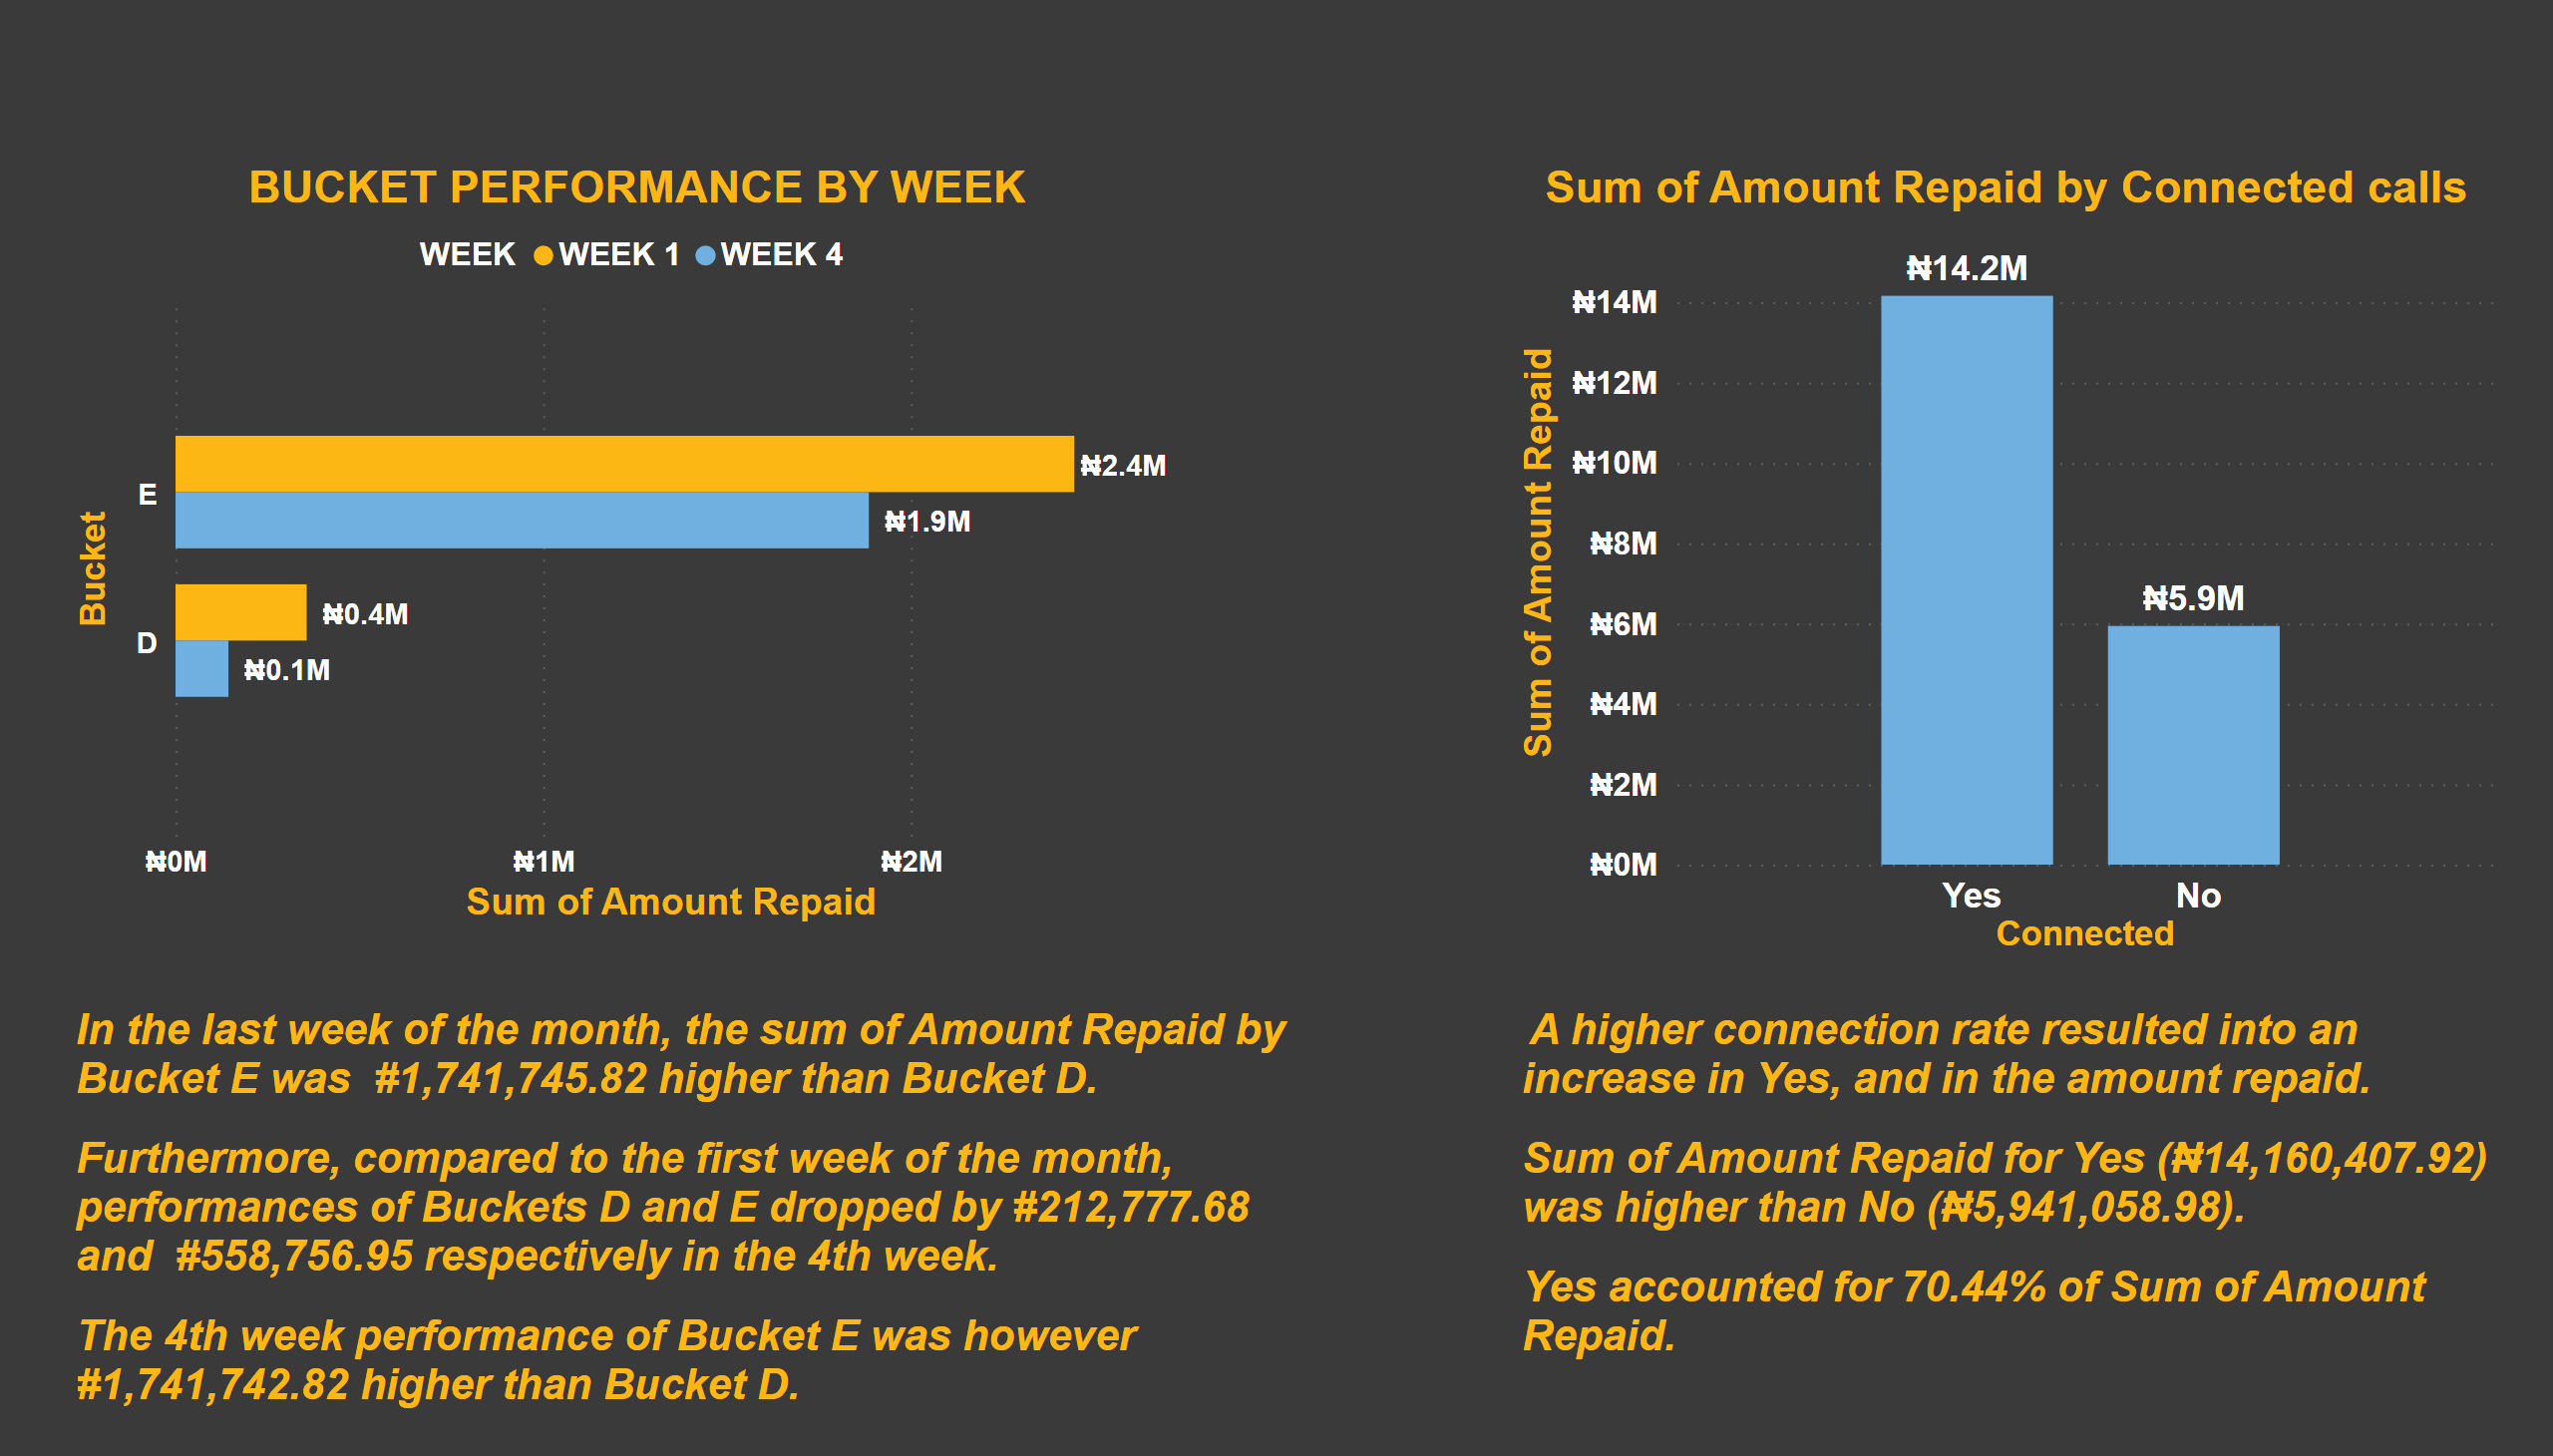 BUCKET PERFORMANCE BY WEEK
WEEK WEEK 1 WEEK 4
Bucket
E
₦2.4M
₦1.9M
D
₦0.4M
₦0.1M
₦0M ₦1M ₦2M
Sum of Amount Repaid
In the last week of the month, the sum of Amount Repaid by
Bucket E was  #1,741,745.82 higher than Bucket D.
Furthermore, compared to the first week of the month,
performances of Buckets D and E dropped by #212,777.68
and  #558,756.95 respectively in the 4th week.
The 4th week performance of Bucket E was however
#1,741,742.82 higher than Bucket D.
Sum of Amount Repaid by Connected calls
Sum of Amount Repaid
₦14M
₦12M
₦10M
₦8M
₦6M
₦4M
₦2M
₦0M
₦14.2M
₦5.9M
Yes No
Connected
A higher connection rate resulted into an
increase in Yes, and in the amount repaid.
Sum of Amount Repaid for Yes (₦14,160,407.92)
was higher than No (₦5,941,058.98).
Yes accounted for 70.44% of Sum of Amount
Repaid.